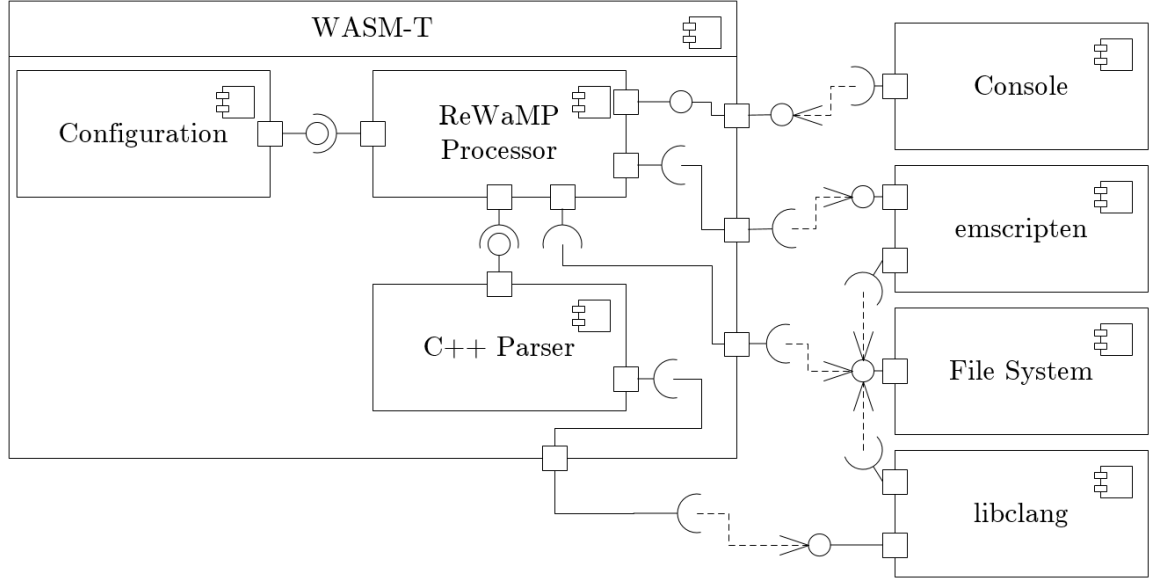 WASM-T
Configuration
ReWaMP
Processor
C++ Parser
Console
emscripten
File System
libclang